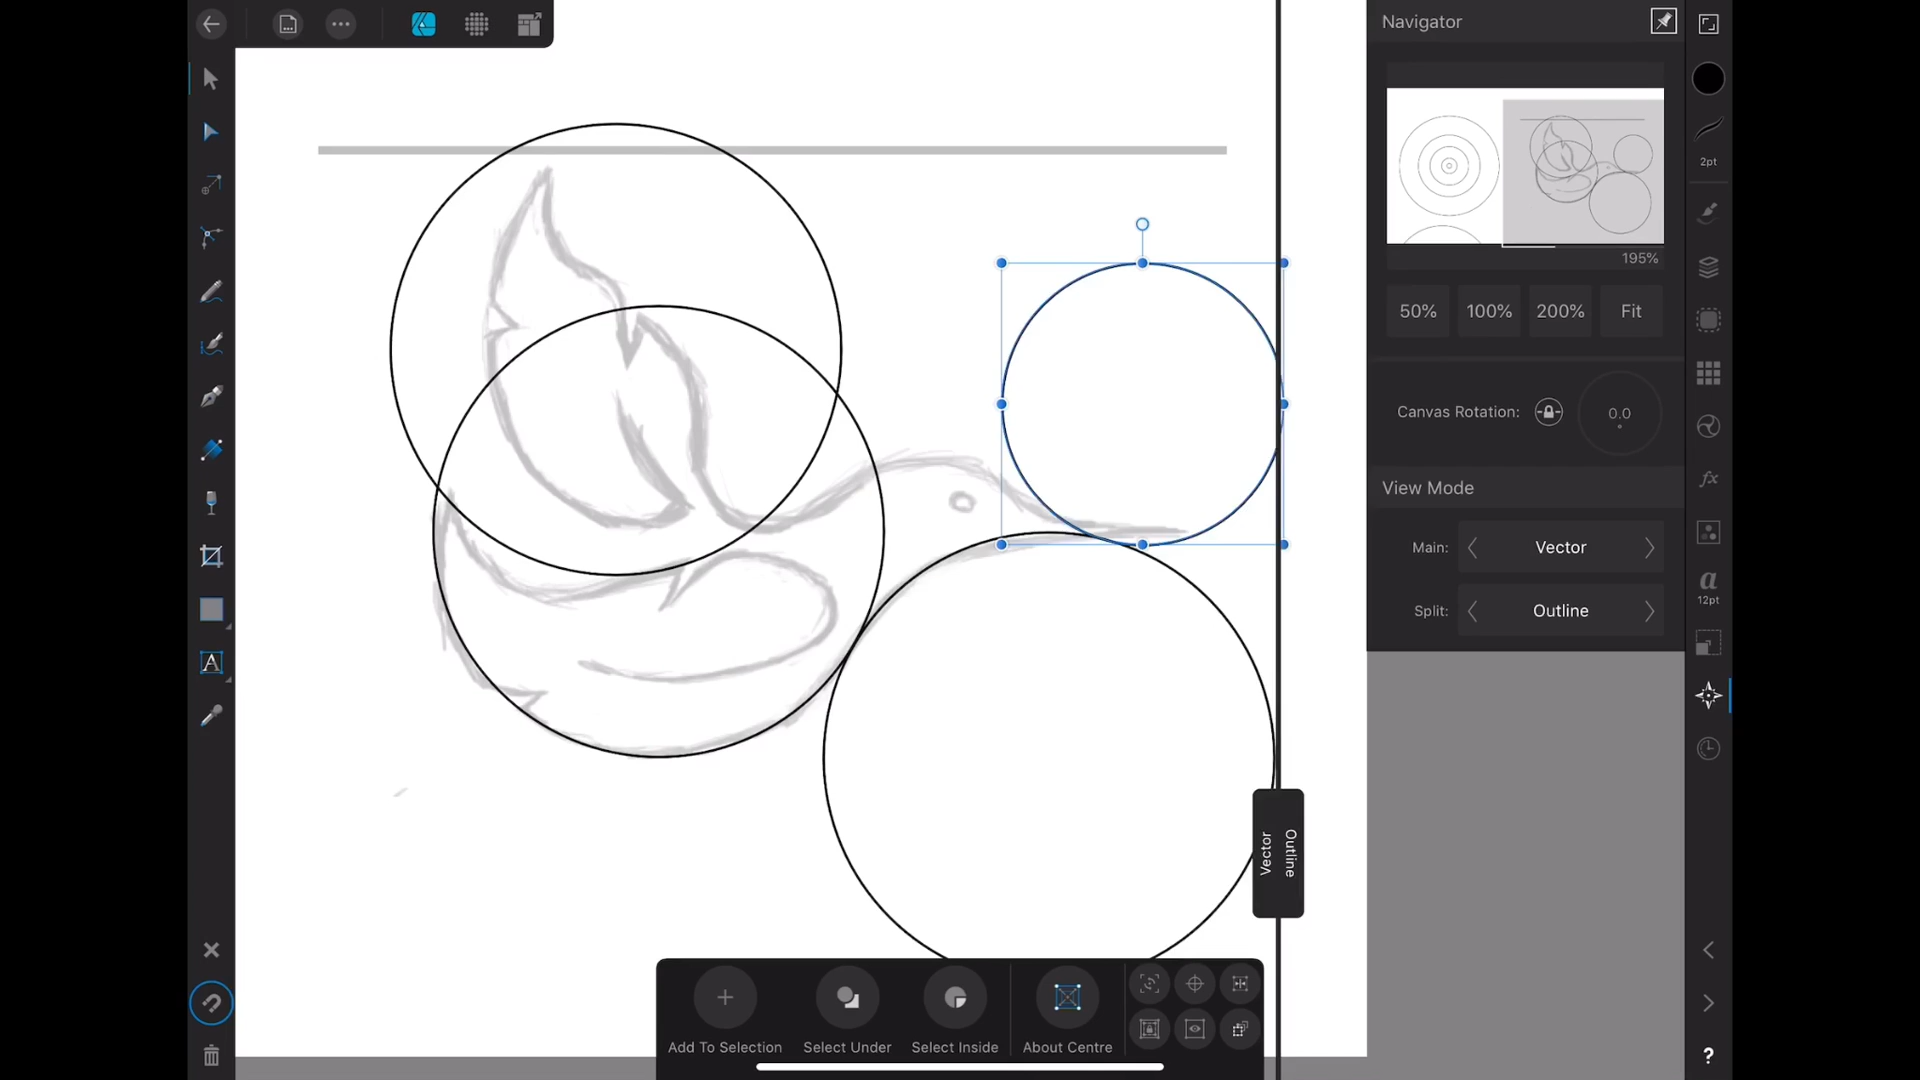 Navigator
2pt
195%
50% 100% 200% Fit
Canvas Rotation: 0.0
View Mode
Main: Vector
Split: Outline
a
12pt
fx
A
Vector
Outline
Add To Selection
Select Under
Select Inside
About Centre
?